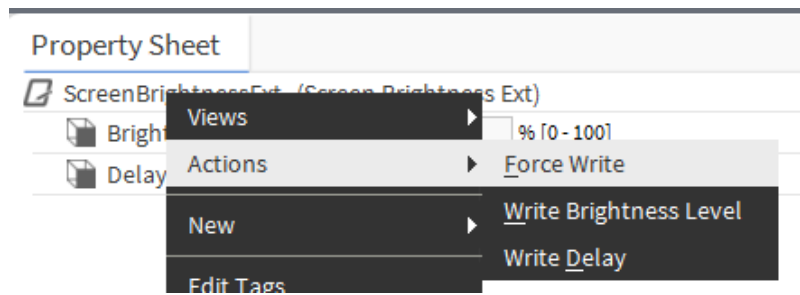 Property Sheet
(Screen Brightness Ext)
Views
% [0 - 100]
Delay
Actions
Force Write
Write Brightness Level
New
Write Delay
Edit Tags